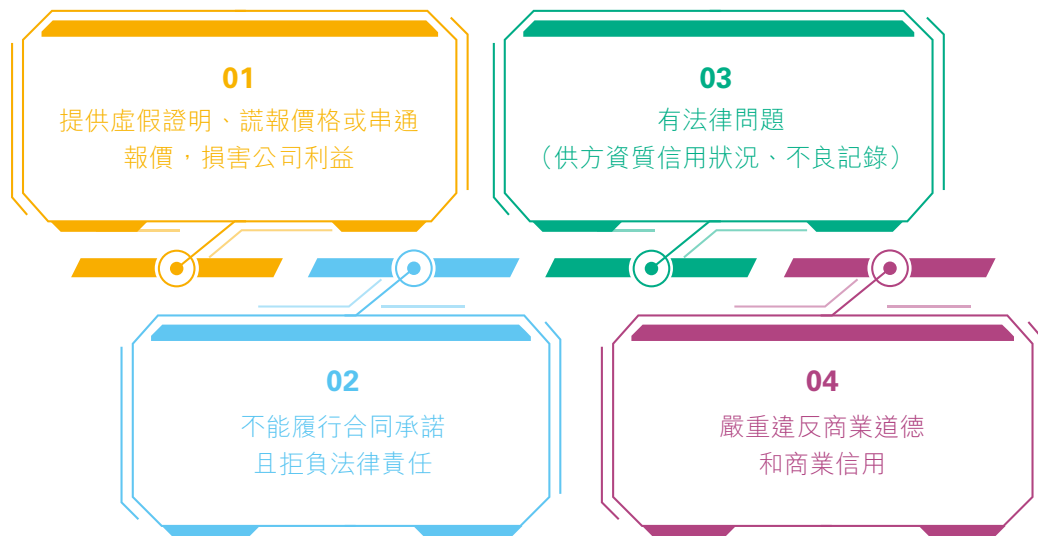 01
提供虛假證明、謊報價格或串通
報價，損害公司利益
02
不能履行合同承諾
且拒負法律責任
03
有法律問題
（供方資質信用狀況、不良記錄）
04
嚴重違反商業道德
和商業信用